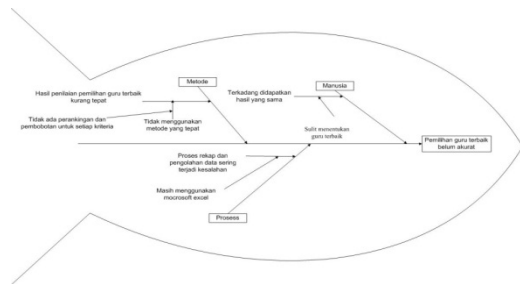 Metode
Manusia
Hasil penilaian pemilihan guru terbaik
kurang tepat
Terkadang didapatkan
hasil yang sama
Tidak ada perankingan dan
pembobotan untuk setiap kriteria
Tidak menggunakan
metode yang tepat
Sulit menentukan
guru terbaik
Pemilihan guru terbaik
belum akurat
Proses rekap dan
pengolahan data sering
terjadi kesalahan
Masih menggunakan
mocrosoft excel
Prosess